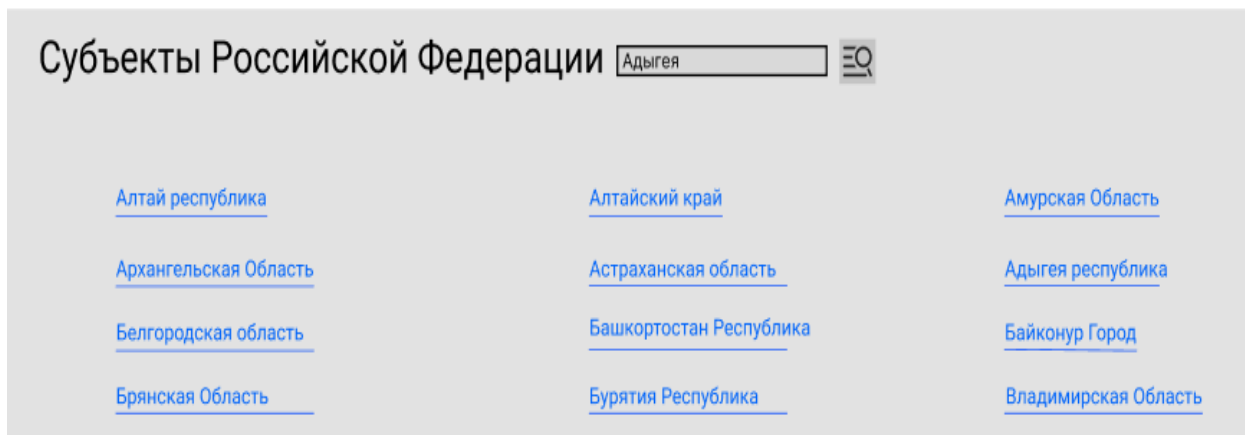 Субъекты Российской Федерации Адыгея
Алтай республика Алтайский край Амурская Область
Архангельская Область Астраханская область Адыгея республика
Белгородская область Башкортостан Республика Байконур Город
Брянская Область Бурятия Республика Владимирская Область